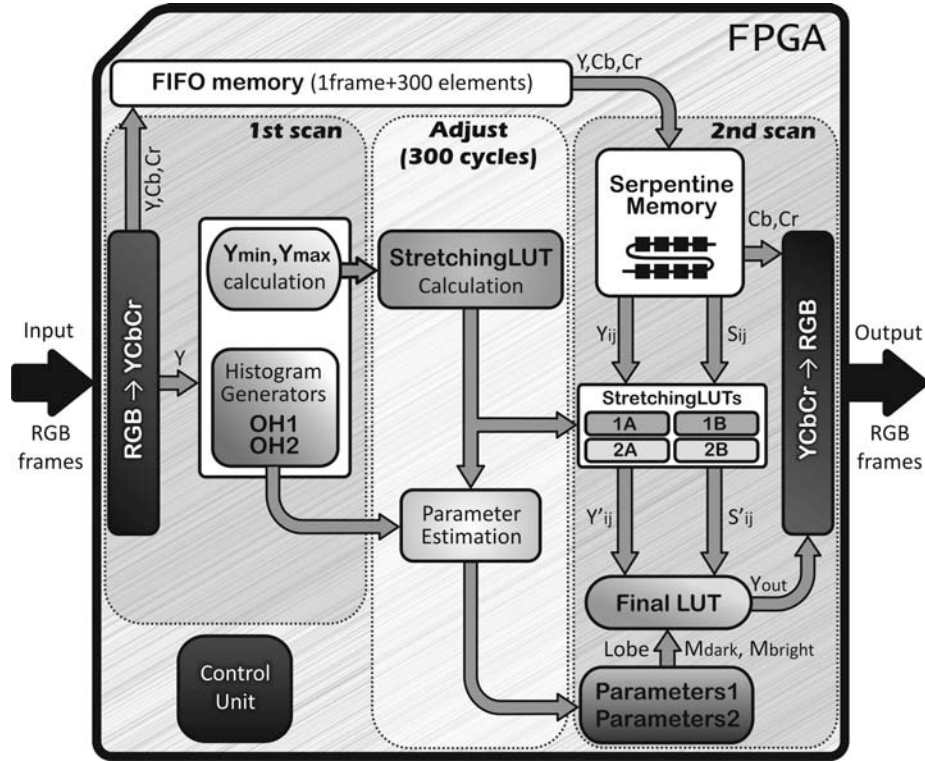 FPGA
FIFO memory (1frame+300 elements)
Y,Cb,Cr
1st scan
Adjust
(300 cycles)
2nd scan
Y,Cb,Cr
Serpentine
Memory
Cb,Cr
Ymin,Ymax
calculation
StretchingLUT
Calculation
Input
RGB
frames
RGB → YCbCr
Y
Histogram
Generators
OH1
OH2
Yij
Sij
StretchingLUTs
1A
1B
2A
2B
YCbCr → RGB
Output
RGB
frames
Parameter
Estimation
Y'ij
S'ij
Final LUT
Yout
Lobe
Mdark, Mbright
Control
Unit
Parameters1
Parameters2